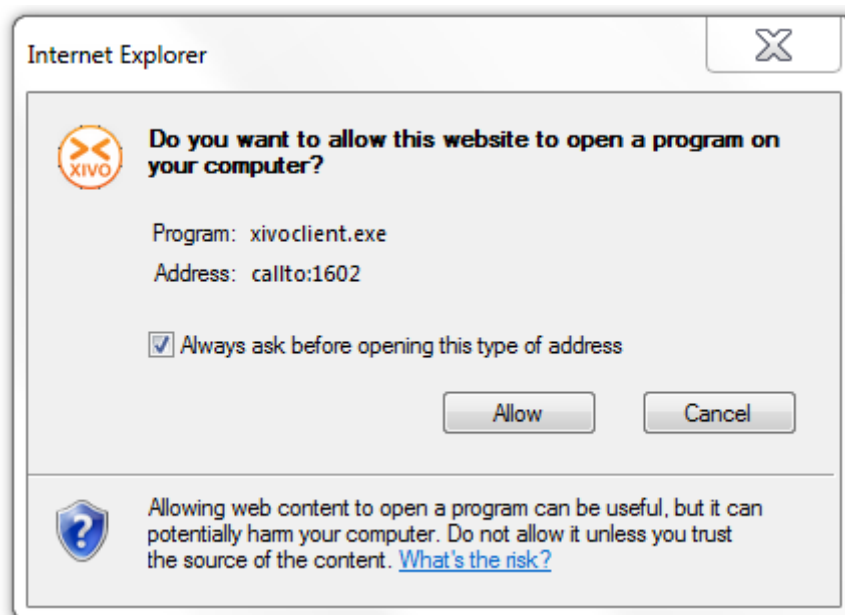 Internet Explorer
Do you want to allow this website to open a program on
your computer?
XIVO
Program: xivoclient.exe
Address: callto:1602
Always ask before opening this type of address
Allow Cancel
Allowing web content to open a program can be useful, but it can
potentially harm your computer. Do not allow it unless you trust
the source of the content. What's the risk?